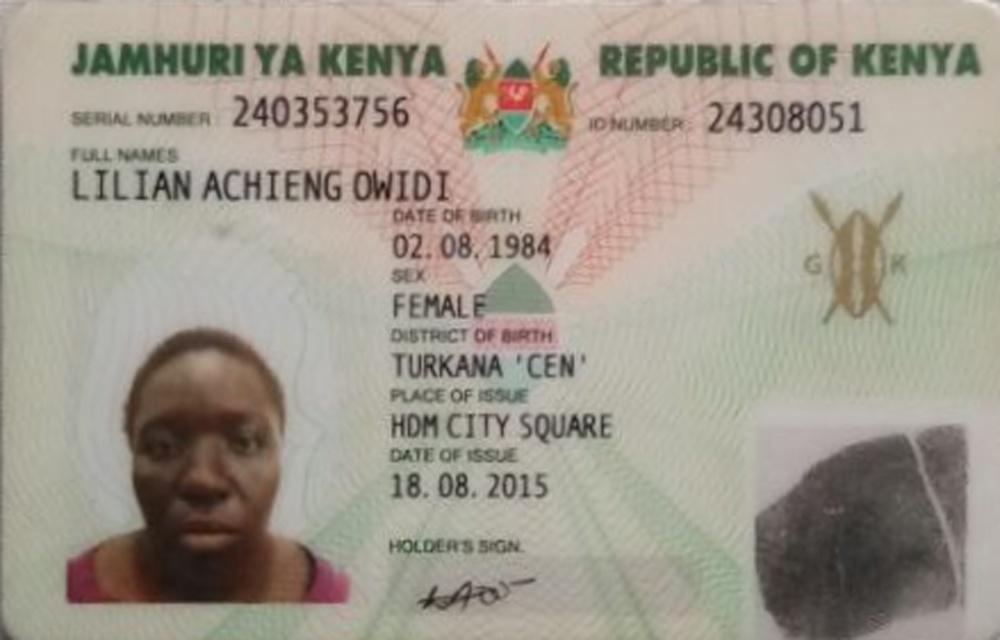 JAMHURI YA KENYA REPUBLIC OF KENYA
SERIAL NUMBER: 240353756 ID NUMBER: 24308051
FULL NAMES
LILIAN ACHIENG OWIDI
DATE OF BIRTH
02. 08. 1984
SEX
FEMALE
G K
DISTRICT OF BIRTH
TURKANA 'CEN'
PLACE OF ISSUE
HDM CITY SQUARE
DATE OF ISSUE
18. 08. 2015
HOLDER'S SIGN.